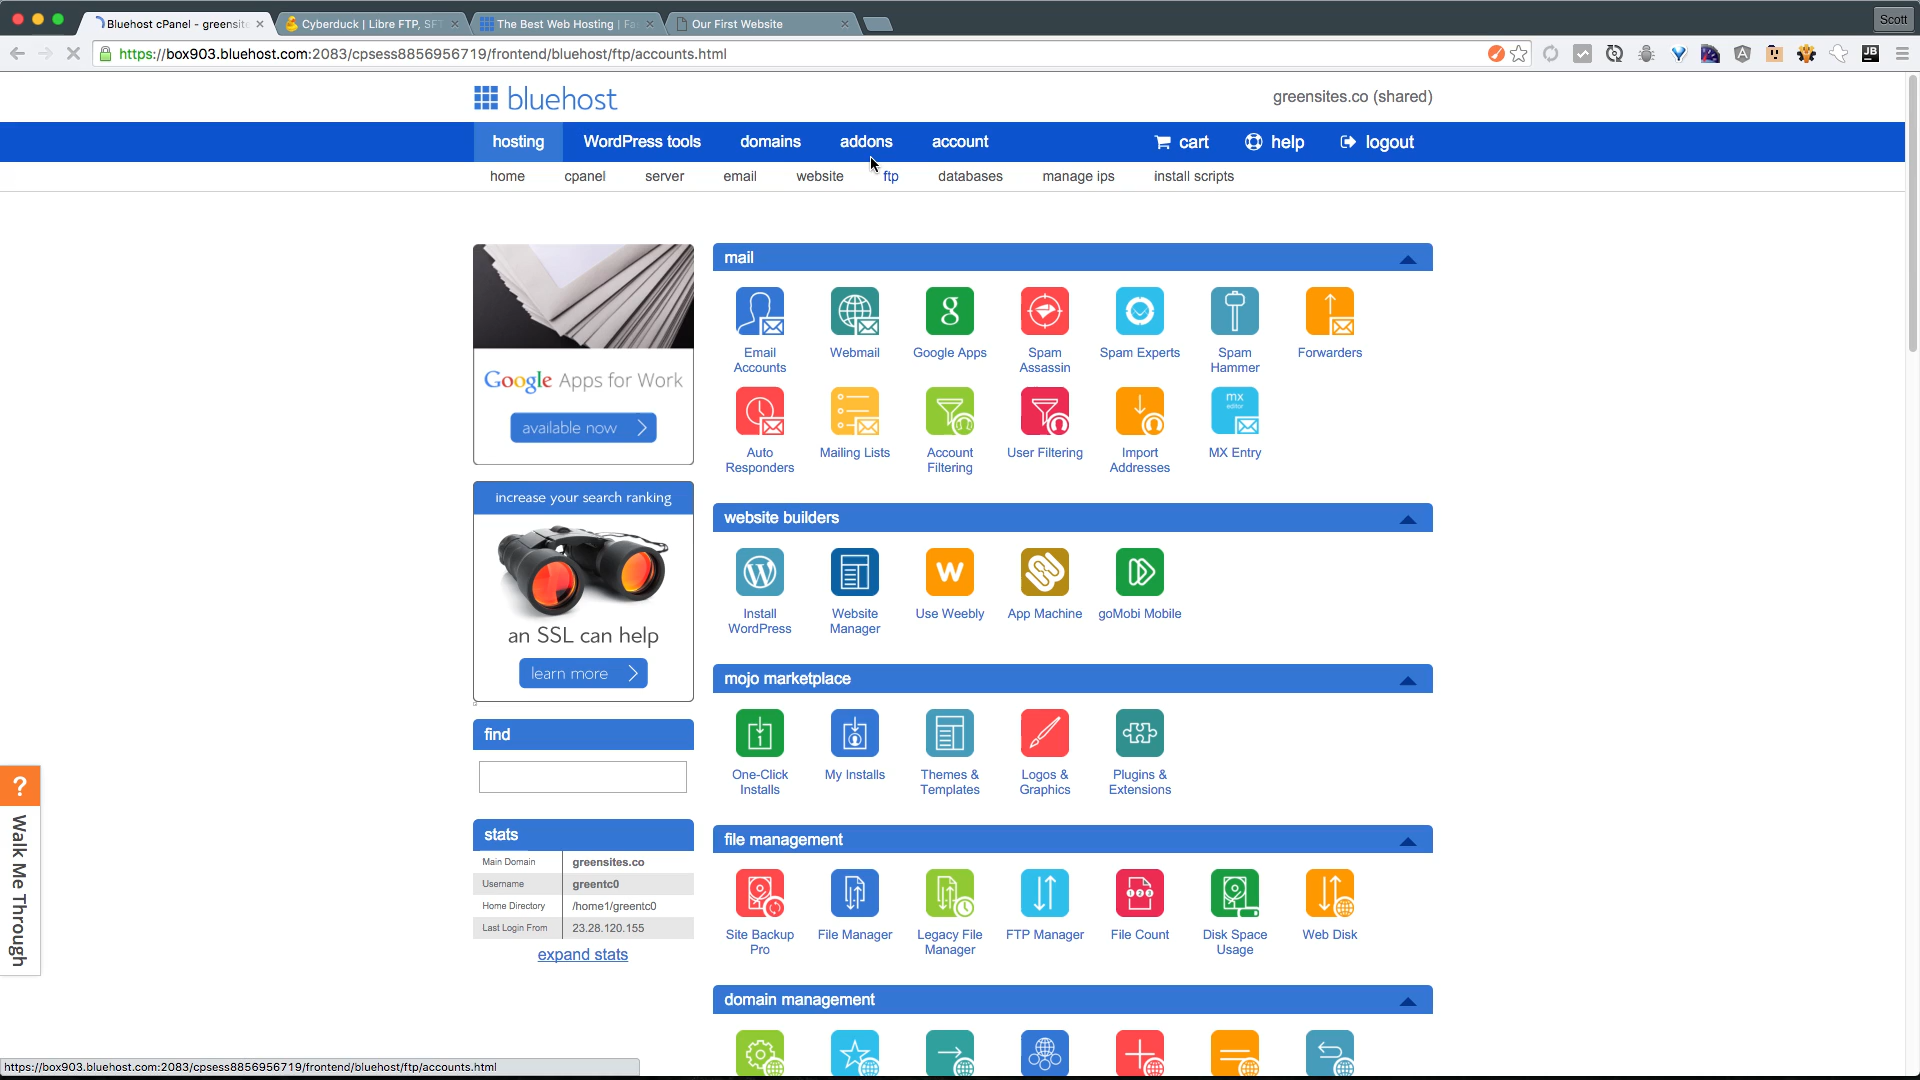 Bluehost cPanel - greensite
Cyberduck | Libre FTP, SFT
The Best Web Hosting | Fa
Our First Website
Scott
https://box903.bluehost.com:2083/cpsess8856956719/frontend/bluehost/ftp/accounts.html
JB
bluehost
greensites.co (shared)
hosting WordPress tools domains addons account cart help logout
home cpanel server email website ftp databases manage ips install scripts
Google Apps for Work
available now
increase your search ranking
an SSL can help
learn more
find
stats
Main Domain greensites.co
Username greentc0
Home Directory /home1/greentc0
Last Login From 23.28.120.155
expand stats
mail
Email Accounts
Webmail
g
Google Apps
Spam Assassin
Spam Experts
Spam Hammer
Forwarders
Auto Responders
Mailing Lists
Account Filtering
User Filtering
Import Addresses
mx
editor
MX Entry
website builders
Install WordPress
Website Manager
Use Weebly
App Machine
goMobi Mobile
mojo marketplace
1
One-Click Installs
My Installs
Themes & Templates
Logos & Graphics
Plugins & Extensions
file management
Site Backup Pro
File Manager
Legacy File Manager
FTP Manager
File Count
Disk Space Usage
Web Disk
domain management
?
Walk Me Through
https://box903.bluehost.com:2083/cpsess8856956719/frontend/bluehost/ftp/accounts.html